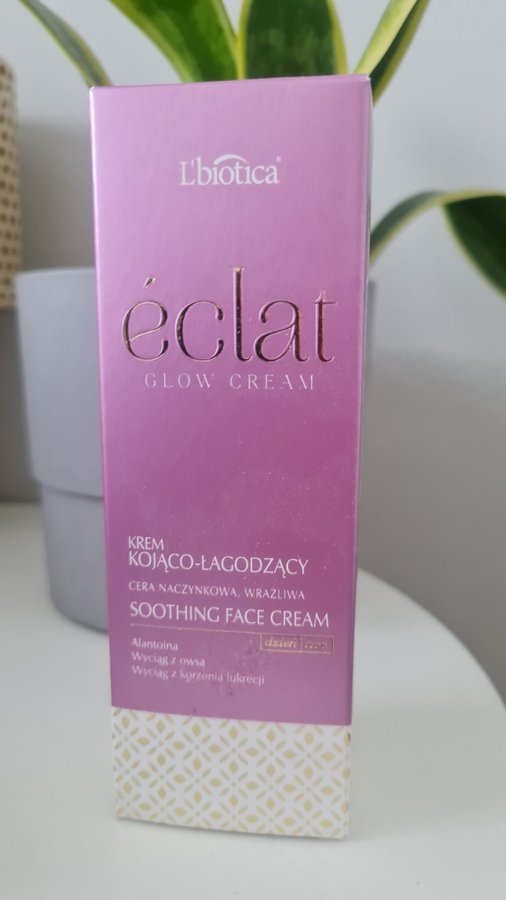 L'biotica®
éclat
GLOW CREAM
KREM
KOJĄCO-ŁAGODZĄCY
CERA NACZYNKOWA, WRAŻLIWA
SOOTHING FACE CREAM
dzień noc
Alantoina
Wyciąg z owsa
Wyciąg z korzenia lukrecji